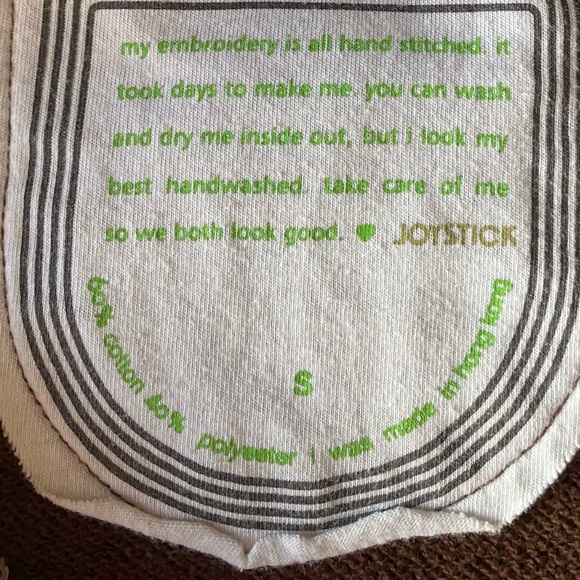 my embroidery is all hand stitched. it
took days to make me. you can wash
and dry me inside out, but i look my
best handwashed. take care of me
so we both look good. ♥ JOYSTICK
S
60% cotton 40% polyester i was made in hong kong